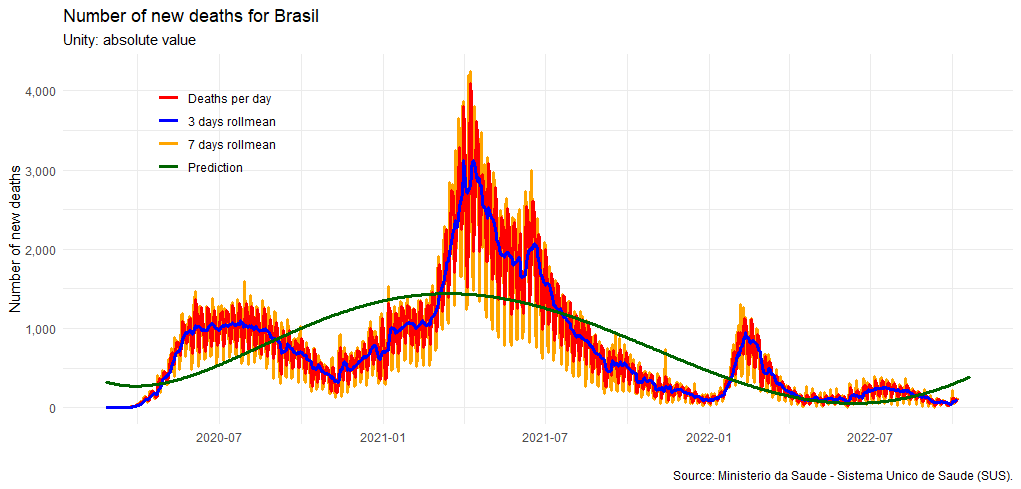 Number of new deaths for Brasil
Unity: absolute value
Number of new deaths
4,000
3,000
2,000
1,000
0
Deaths per day
3 days rollmean
7 days rollmean
Prediction
2020-07
2021-01
2021-07
2022-01
2022-07
Source: Ministerio da Saude - Sistema Unico de Saude (SUS).